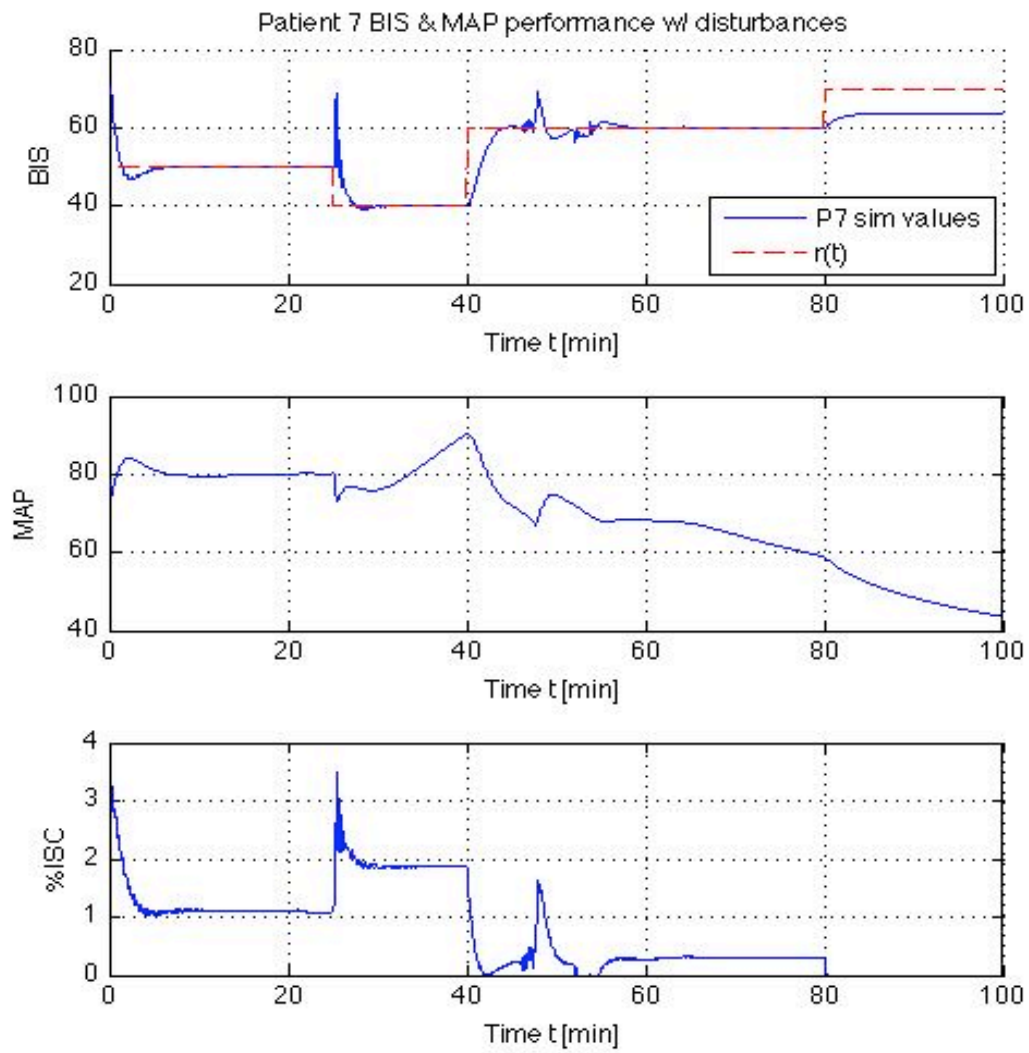 Patient 7 BIS & MAP performance w/ disturbances
80
60
40
20
BIS
P7 sim values
r(t)
0 20 40 60 80 100
Time t [min]
100
80
60
40
MAP
0 20 40 60 80 100
Time t [min]
4
3
2
1
0
%ISC
0 20 40 60 80 100
Time t [min]